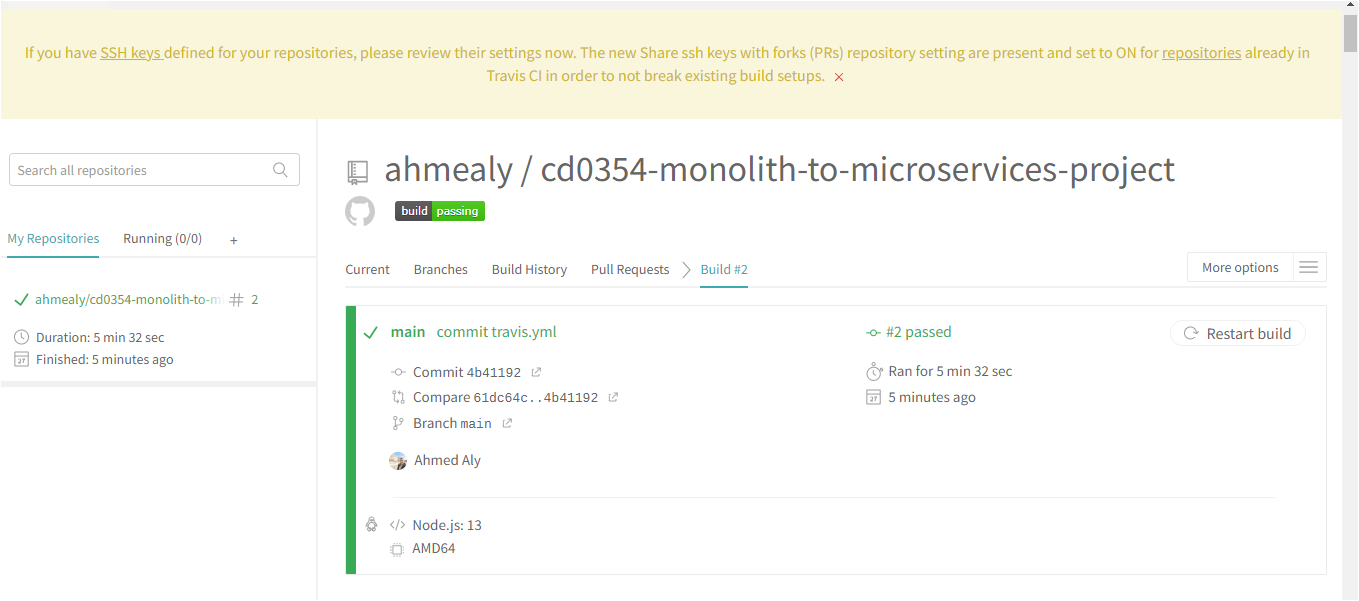 If you have SSH keys defined for your repositories, please review their settings now. The new Share ssh keys with forks (PRs) repository setting are present and set to ON for repositories already in
Travis CI in order to not break existing build setups.
Search all repositories
My Repositories
Running (0/0)
+
ahmealy/cd0354-monolith-to-m
# 2
Duration: 5 min 32 sec
Finished: 5 minutes ago
ahmealy / cd0354-monolith-to-microservices-project
build passing
Current
Branches
Build History
Pull Requests
Build #2
More options
main commit travis.yml
#2 passed
Restart build
Commit 4b41192
Ran for 5 min 32 sec
Compare 61dc64c..4b41192
5 minutes ago
Branch main
Ahmed Aly
</> Node.js: 13
AMD64